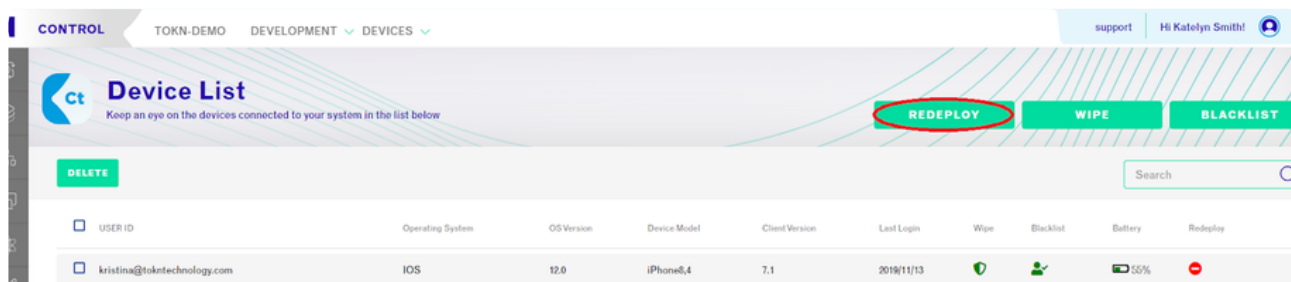 CONTROL TOKN-DEMO DEVELOPMENT DEVICES support Hi Katelyn Smith!
Ct
Device List
Keep an eye on the devices connected to your system in the list below
REDEPLOY WIPE BLACKLIST
DELETE Search
USER ID Operating System OS Version Device Model Client Version Last Login Wipe Blacklist Battery Redeploy
kristina@tokntechnology.com IOS 12.0 iPhone8,4 7.1 2019/11/13 55%